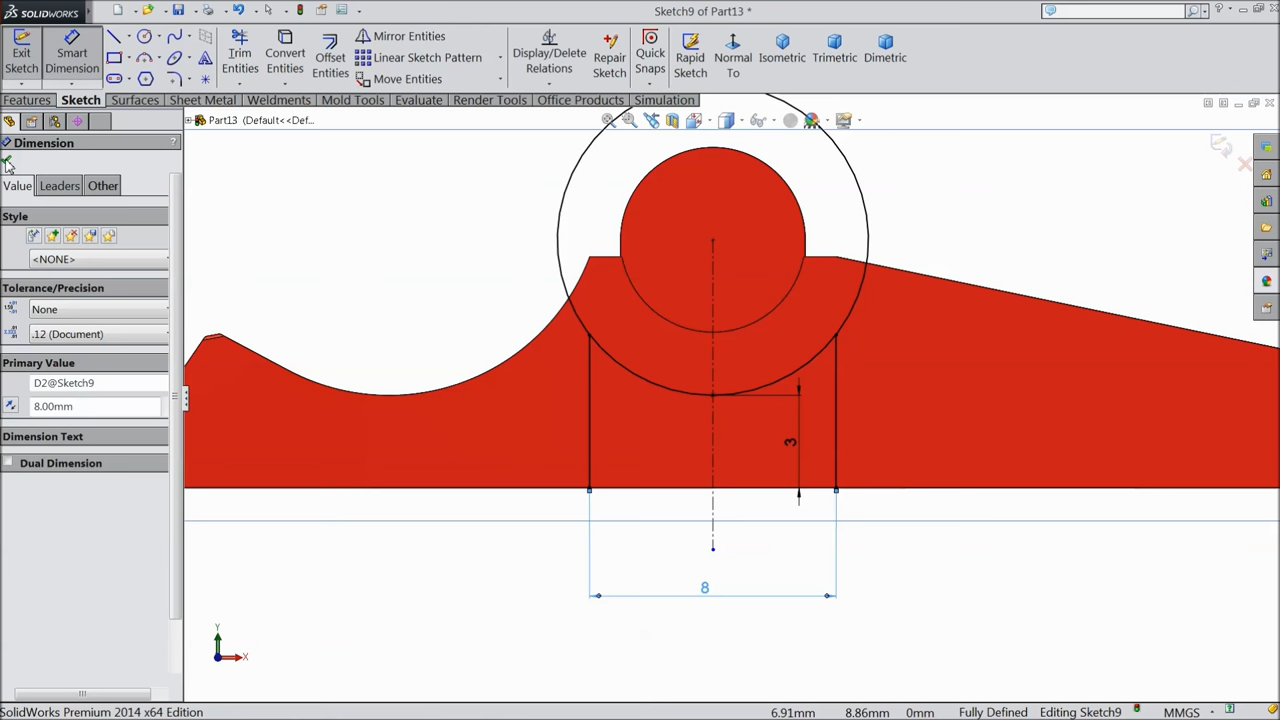 SOLIDWORKS
Sketch9 of Part13 *
Exit Sketch
Smart Dimension
Trim Entities
Convert Entities
Offset Entities
Mirror Entities
Linear Sketch Pattern
Move Entities
Display/Delete Relations
Repair Sketch
Quick Snaps
Rapid Sketch
Normal To
Isometric
Trimetric
Dimetric
Features
Sketch
Surfaces
Sheet Metal
Weldments
Mold Tools
Evaluate
Render Tools
Office Products
Simulation
Part13 (Default<<Def...
Dimension
?
Value
Leaders
Other
Style
<NONE>
Tolerance/Precision
None
.12 (Document)
Primary Value
D2@Sketch9
8.00mm
Dimension Text
Dual Dimension
3
8
Y
X
SolidWorks Premium 2014 x64 Edition
6.91mm
8.86mm
0mm
Fully Defined
Editing Sketch9
MMGS